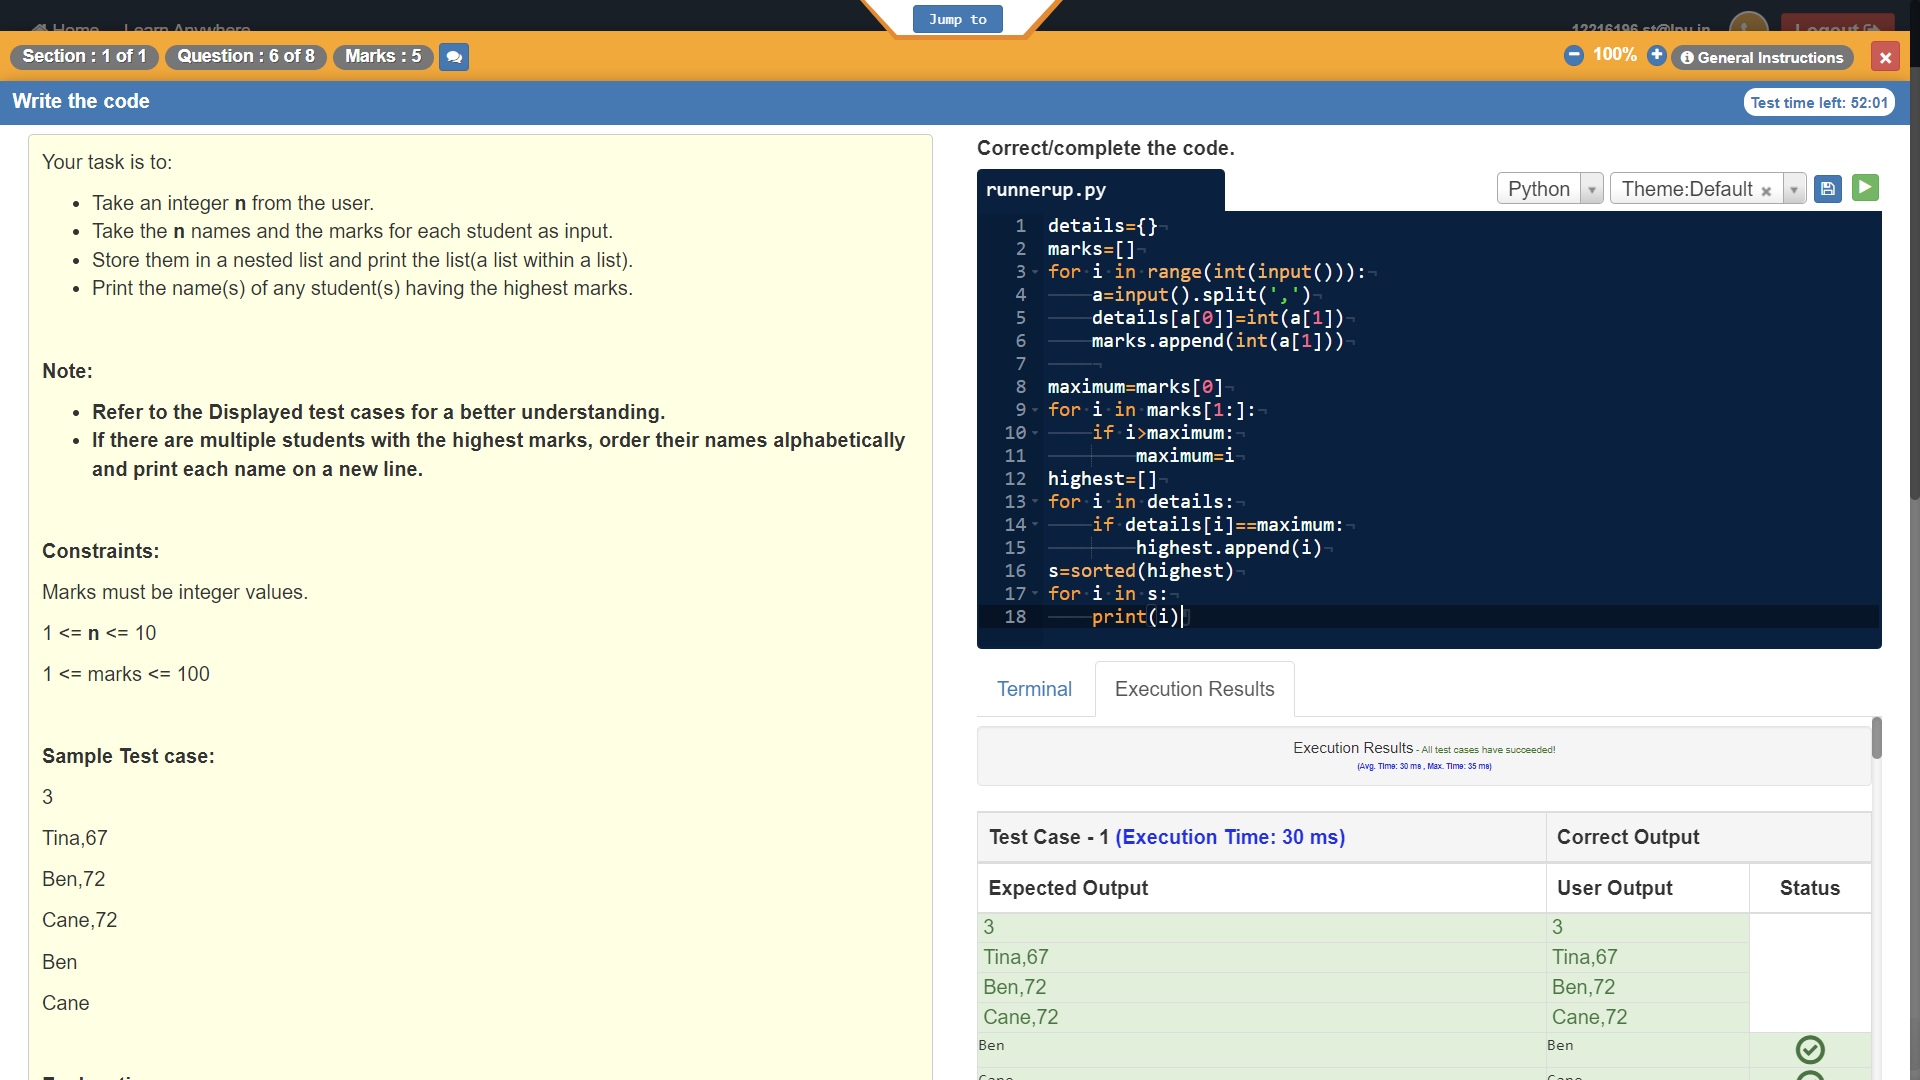 Home Learn Anywhere
Jump to
12216196.st@lpu.in
Logout
Section : 1 of 1
Question : 6 of 8
Marks : 5
100%
General Instructions
Write the code
Test time left: 52:01
Your task is to:
Take an integer n from the user.
Take the n names and the marks for each student as input.
Store them in a nested list and print the list(a list within a list).
Print the name(s) of any student(s) having the highest marks.
Note:
Refer to the Displayed test cases for a better understanding.
If there are multiple students with the highest marks, order their names alphabetically
and print each name on a new line.
Constraints:
Marks must be integer values.
1 <= n <= 10
1 <= marks <= 100
Sample Test case:
3
Tina,67
Ben,72
Cane,72
Ben
Cane
Correct/complete the code.
runnerup.py
Python
Theme:Default
1 details={}
2 marks=[]
3 for i in range(int(input())):
4 a=input().split(',')
5 details[a[0]]=int(a[1])
6 marks.append(int(a[1]))
7
8 maximum=marks[0]
9 for i in marks[1:]:
10 if i>maximum:
11 maximum=i
12 highest=[]
13 for i in details:
14 if details[i]==maximum:
15 highest.append(i)
16 s=sorted(highest)
17 for i in s:
18 print(i)
Terminal
Execution Results
Execution Results - All test cases have succeeded!
(Avg. Time: 30 ms , Max. Time: 35 ms)
Test Case - 1 (Execution Time: 30 ms)
Correct Output
Expected Output
User Output
Status
3 3
Tina,67 Tina,67
Ben,72 Ben,72
Cane,72 Cane,72
Ben Ben
Cane Cane